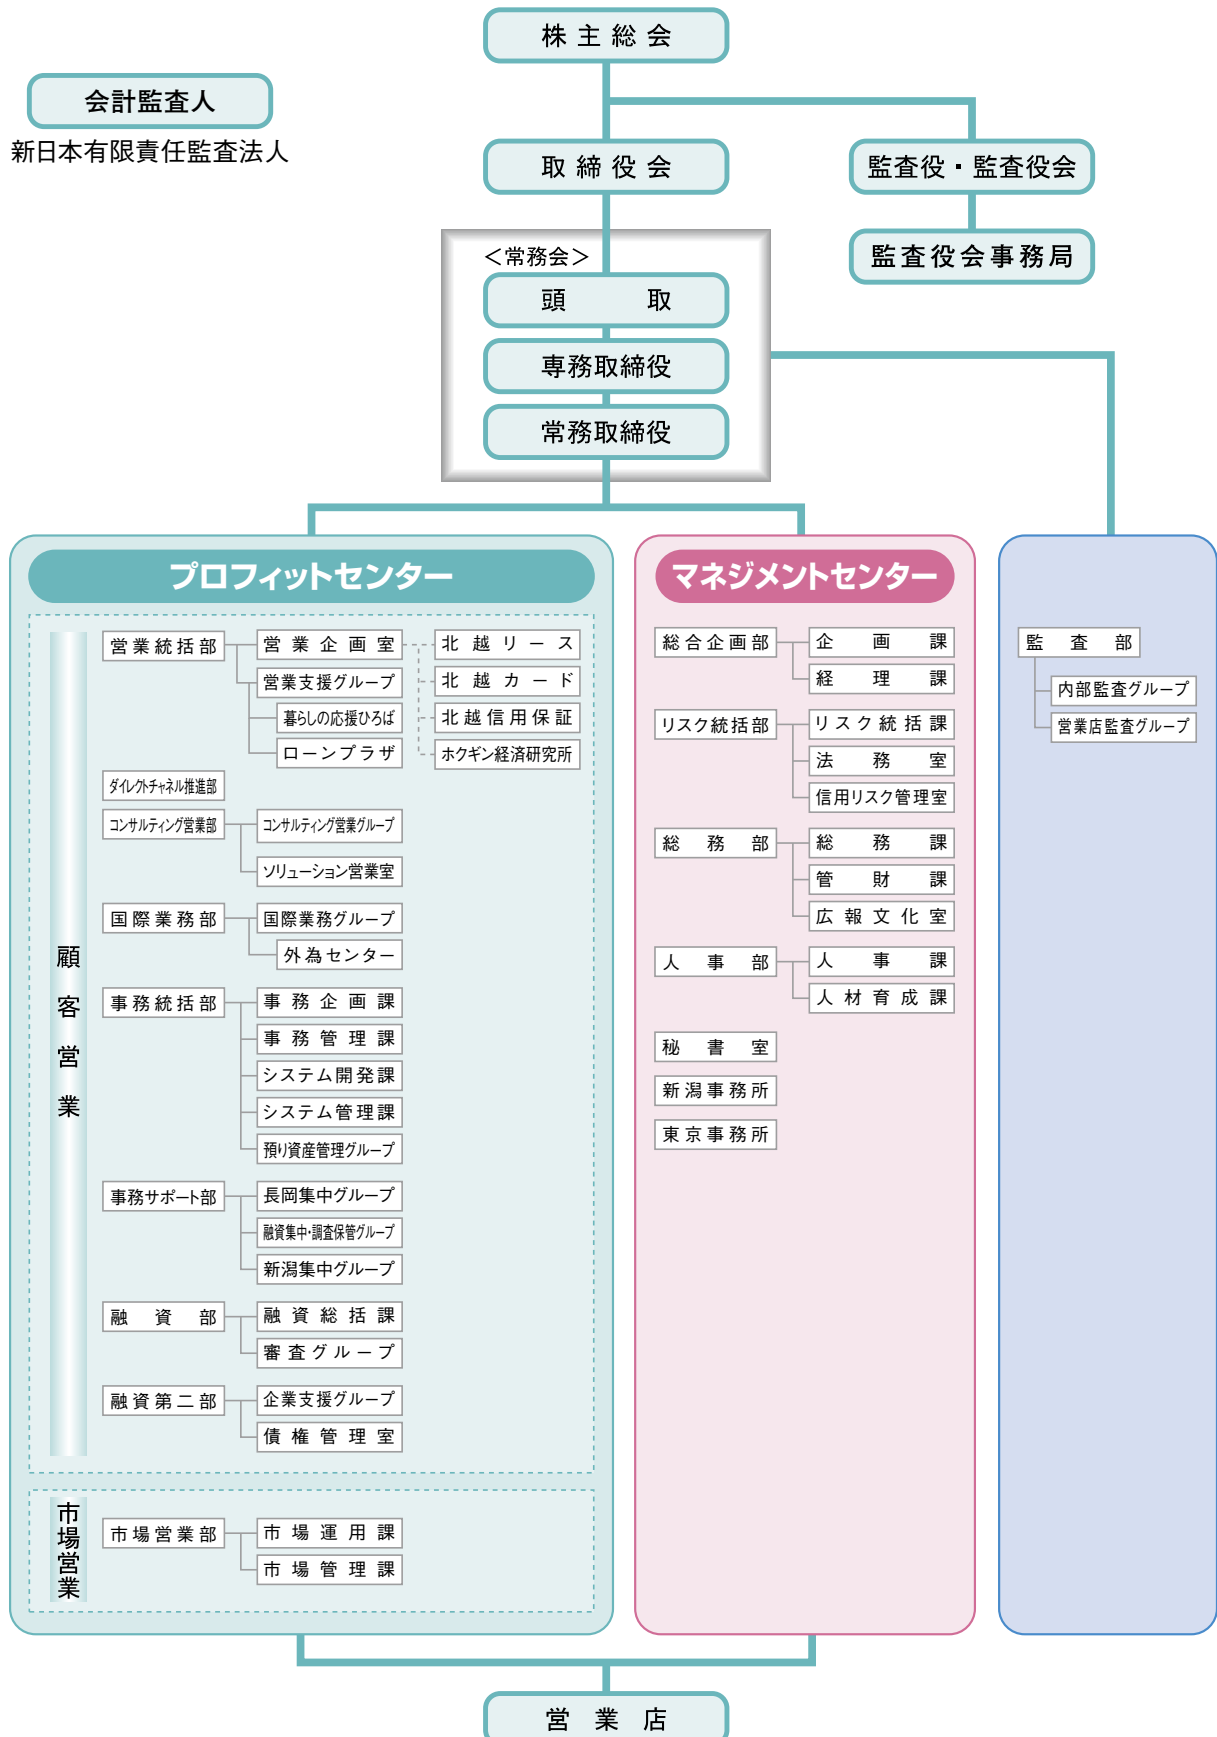 株主総会
会計監査人
新日本有限責任監査法人
取締役会
監査役・監査役会
監査役会事務局
＜常務会＞
頭取
専務取締役
常務取締役
プロフィットセンター
顧客営業
営業統括部
営業企画室
北越リース
営業支援グループ
北越カード
暮らしの応援ひろば
北越信用保証
ローンプラザ
ホクギン経済研究所
ダイレクトチャネル推進部
コンサルティング営業部
コンサルティング営業グループ
ソリューション営業室
国際業務部
国際業務グループ
外為センター
事務統括部
事務企画課
事務管理課
システム開発課
システム管理課
預り資産管理グループ
事務サポート部
長岡集中グループ
融資集中・調査保管グループ
新潟集中グループ
融資部
融資総括課
審査グループ
融資第二部
企業支援グループ
債権管理室
市場営業
市場営業部
市場運用課
市場管理課
マネジメントセンター
総合企画部
企画課
経理課
リスク統括部
リスク統括課
法務室
信用リスク管理室
総務部
総務課
管財課
広報文化室
人事部
人事課
人材育成課
秘書室
新潟事務所
東京事務所
監査部
内部監査グループ
営業店監査グループ
営業店